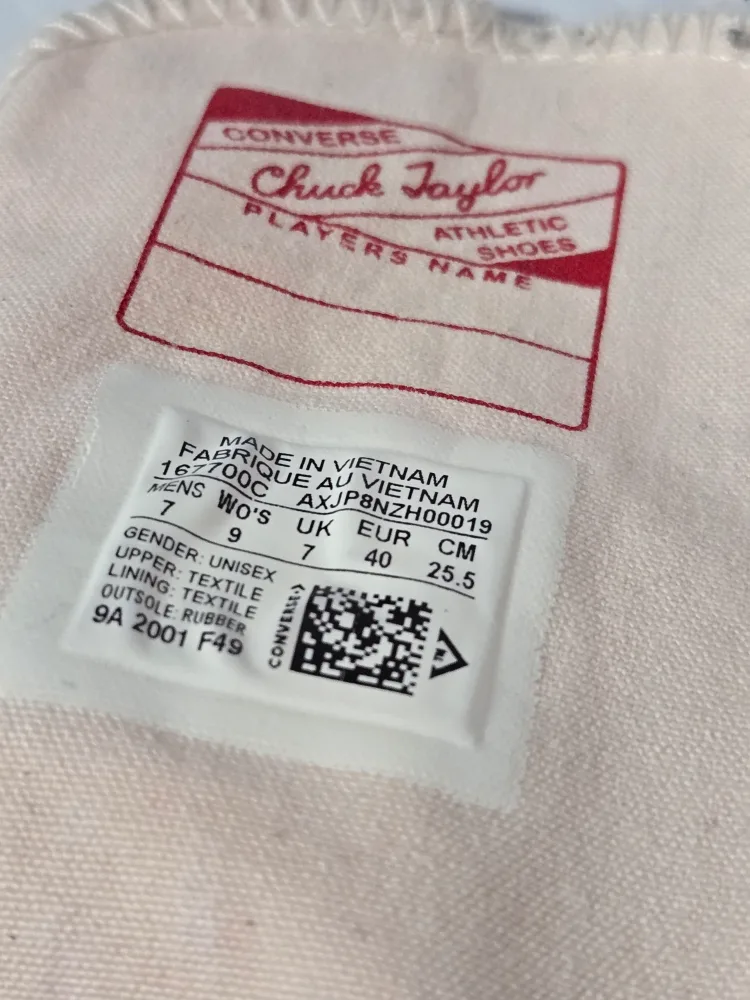 CONVERSE
Chuck Taylor
ATHLETIC
SHOES
PLAYERS NAME
MADE IN VIETNAM
FABRIQUE AU VIETNAM
167700C AXJP8NZH00019
MENS WO'S UK EUR CM
7 9 7 40 25.5
GENDER: UNISEX
UPPER: TEXTILE
LINING: TEXTILE
OUTSOLE: RUBBER
9A 2001 F49
CONVERSE